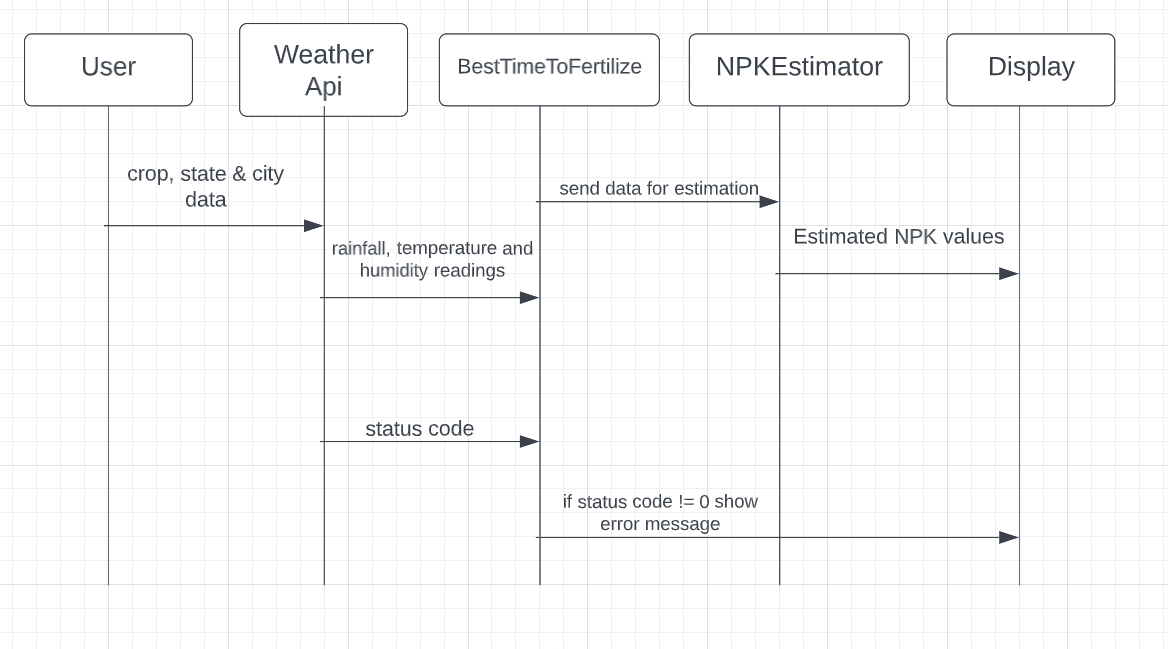 User
Weather
Api
BestTimeToFertilize
NPKEstimator
Display
crop, state & city
data
send data for estimation
Estimated NPK values
rainfall, temperature and
humidity readings
status code
if status code != 0 show
error message